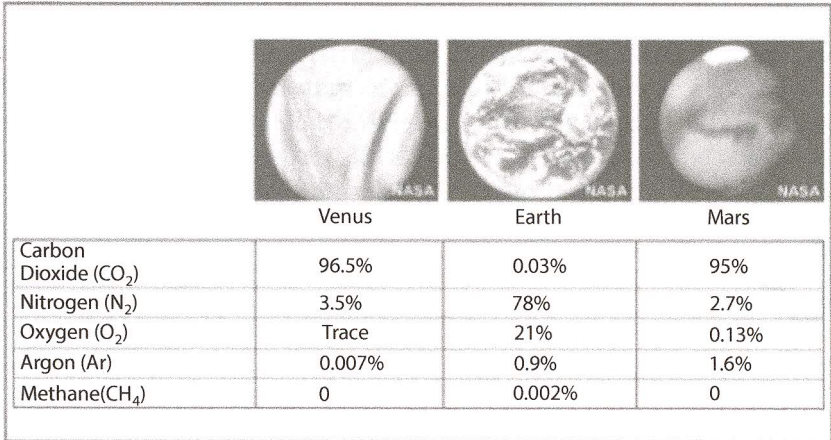 NASA NASA NASA
Venus Earth Mars
Carbon
Dioxide (CO₂) 96.5% 0.03% 95%
Nitrogen (N₂) 3.5% 78% 2.7%
Oxygen (O₂) Trace 21% 0.13%
Argon (Ar) 0.007% 0.9% 1.6%
Methane(CH₄) 0 0.002% 0